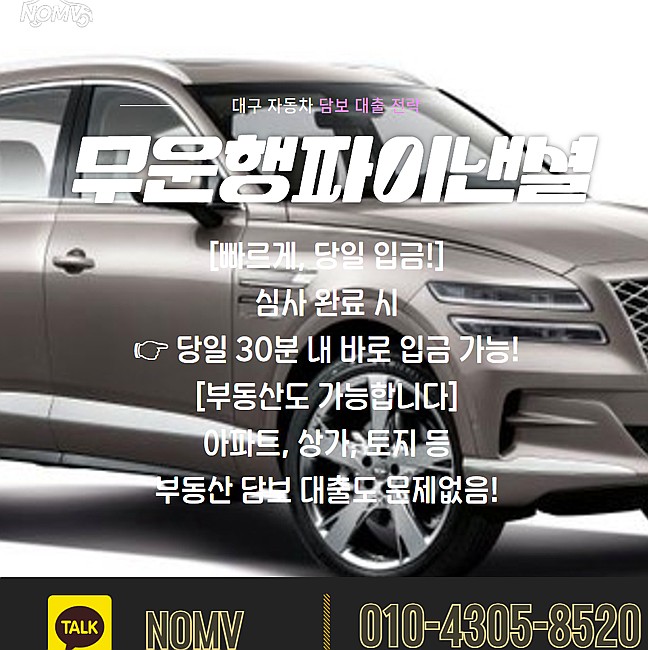 NOMV
대구 자동차 담보 대출 전략
무운행파이낸셜
[빠르게, 당일 입금!]
심사 완료 시
👉 당일 30분 내 바로 입금 가능!
[부동산도 가능합니다]
아파트, 상가, 토지 등
부동산 담보 대출도 문제없음!
TALK
NOMV
010-4305-8520